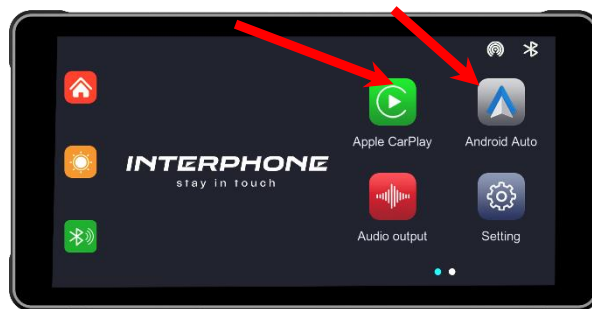 INTERPHONE
stay in touch
Apple CarPlay
Android Auto
Audio output
Setting